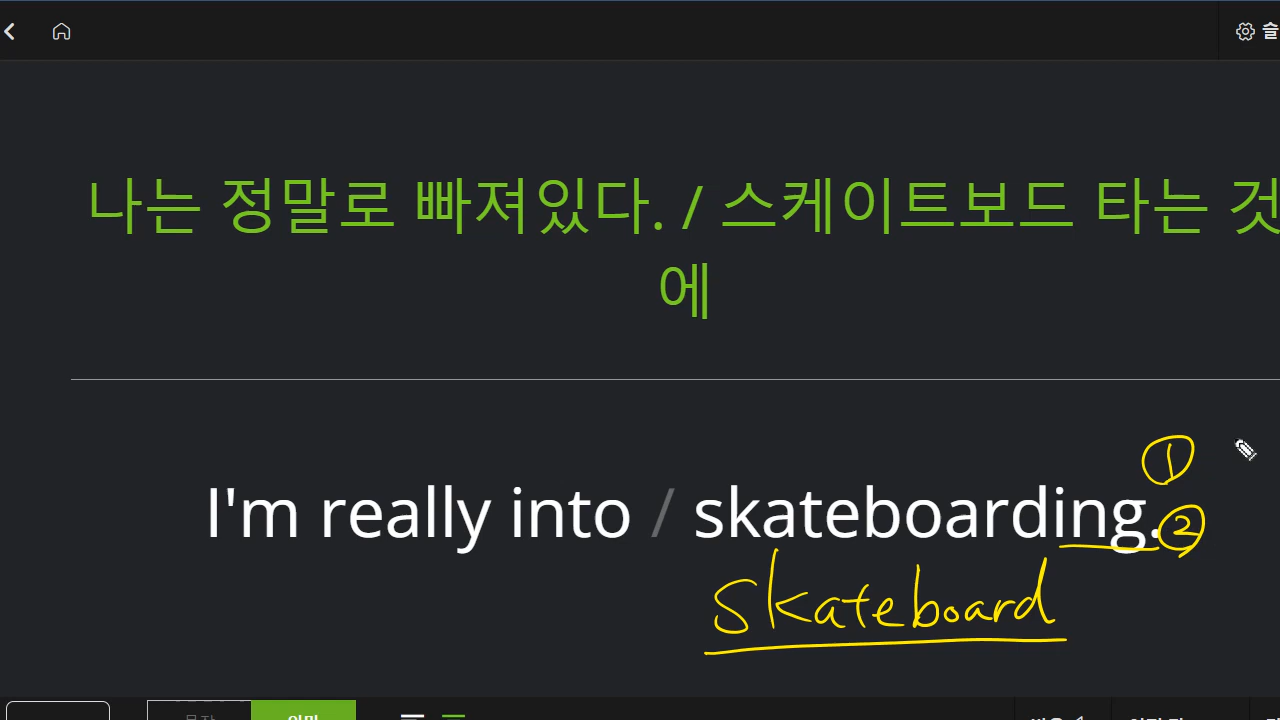 나는 정말로 빠져있다. / 스케이트보드 타는 것
에
I'm really into / skateboarding.
①
②
skateboard